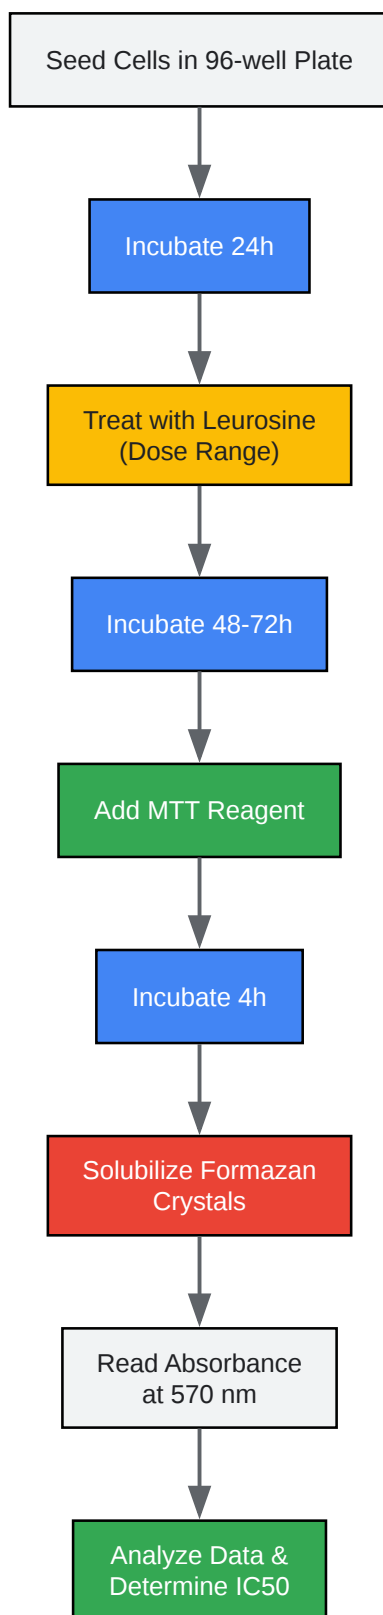 Seed Cells in 96-well Plate
Incubate 24h
Treat with Leurosine
(Dose Range)
Incubate 48-72h
Add MTT Reagent
Incubate 4h
Solubilize Formazan
Crystals
Read Absorbance
at 570 nm
Analyze Data &
Determine IC50